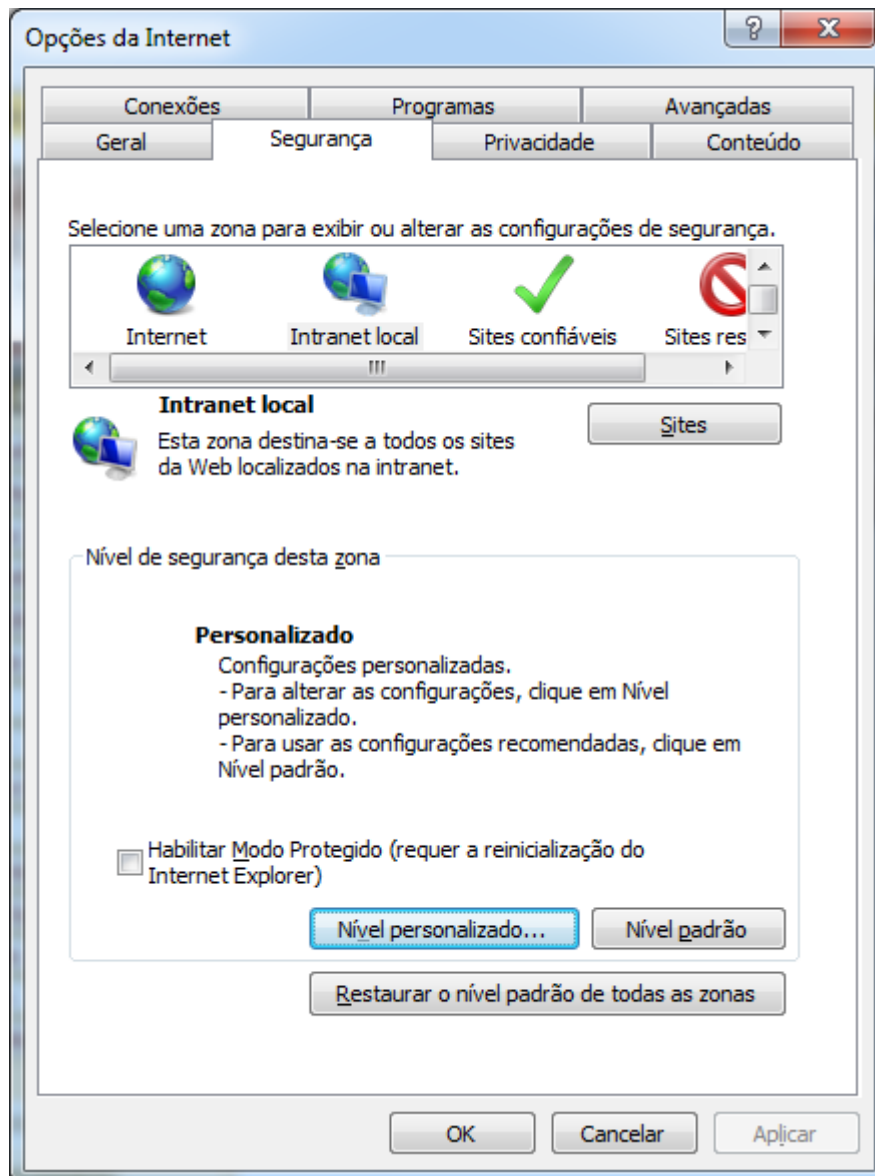 Opções da Internet
Conexões Programas Avançadas
Geral Segurança Privacidade Conteúdo
Selecione uma zona para exibir ou alterar as configurações de segurança.
Internet Intranet local Sites confiáveis Sites res
Intranet local
Sites
Esta zona destina-se a todos os sites
da Web localizados na intranet.
Nível de segurança desta zona
Personalizado
Configurações personalizadas.
- Para alterar as configurações, clique em Nível
personalizado.
- Para usar as configurações recomendadas, clique em
Nível padrão.
Habilitar Modo Protegido (requer a reinicialização do
Internet Explorer)
Nível personalizado... Nível padrão
Restaurar o nível padrão de todas as zonas
OK Cancelar Aplicar